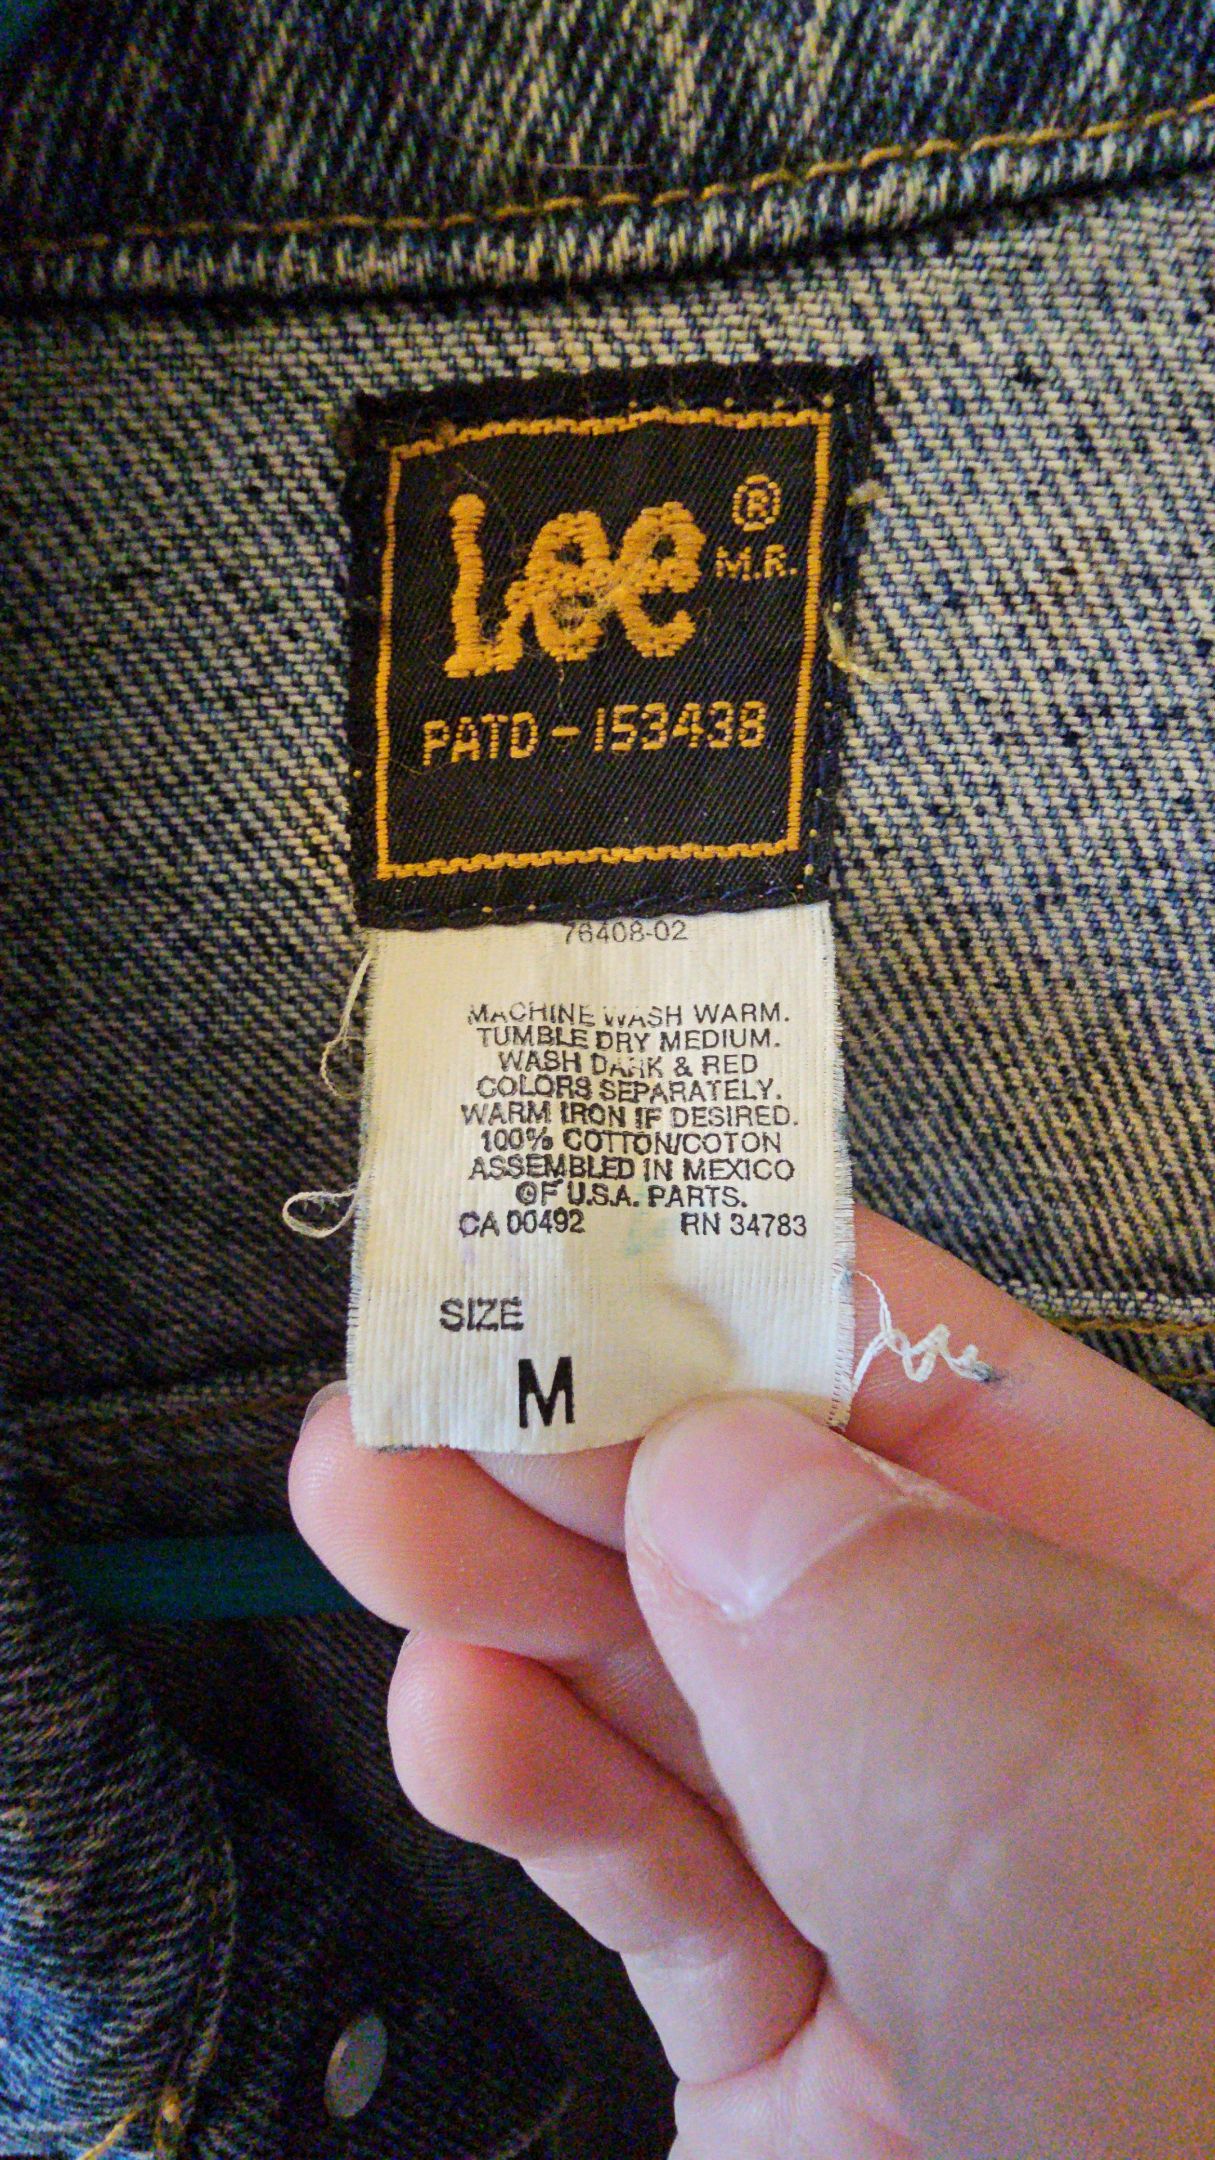 Lee®
M.R.
PATD-153438
76408-02
MACHINE WASH WARM.
TUMBLE DRY MEDIUM.
WASH DARK & RED
COLORS SEPARATELY.
WARM IRON IF DESIRED.
100% COTTON/COTON
ASSEMBLED IN MEXICO
©F U.S.A. PARTS.
CA 00492 RN 34783
SIZE
M